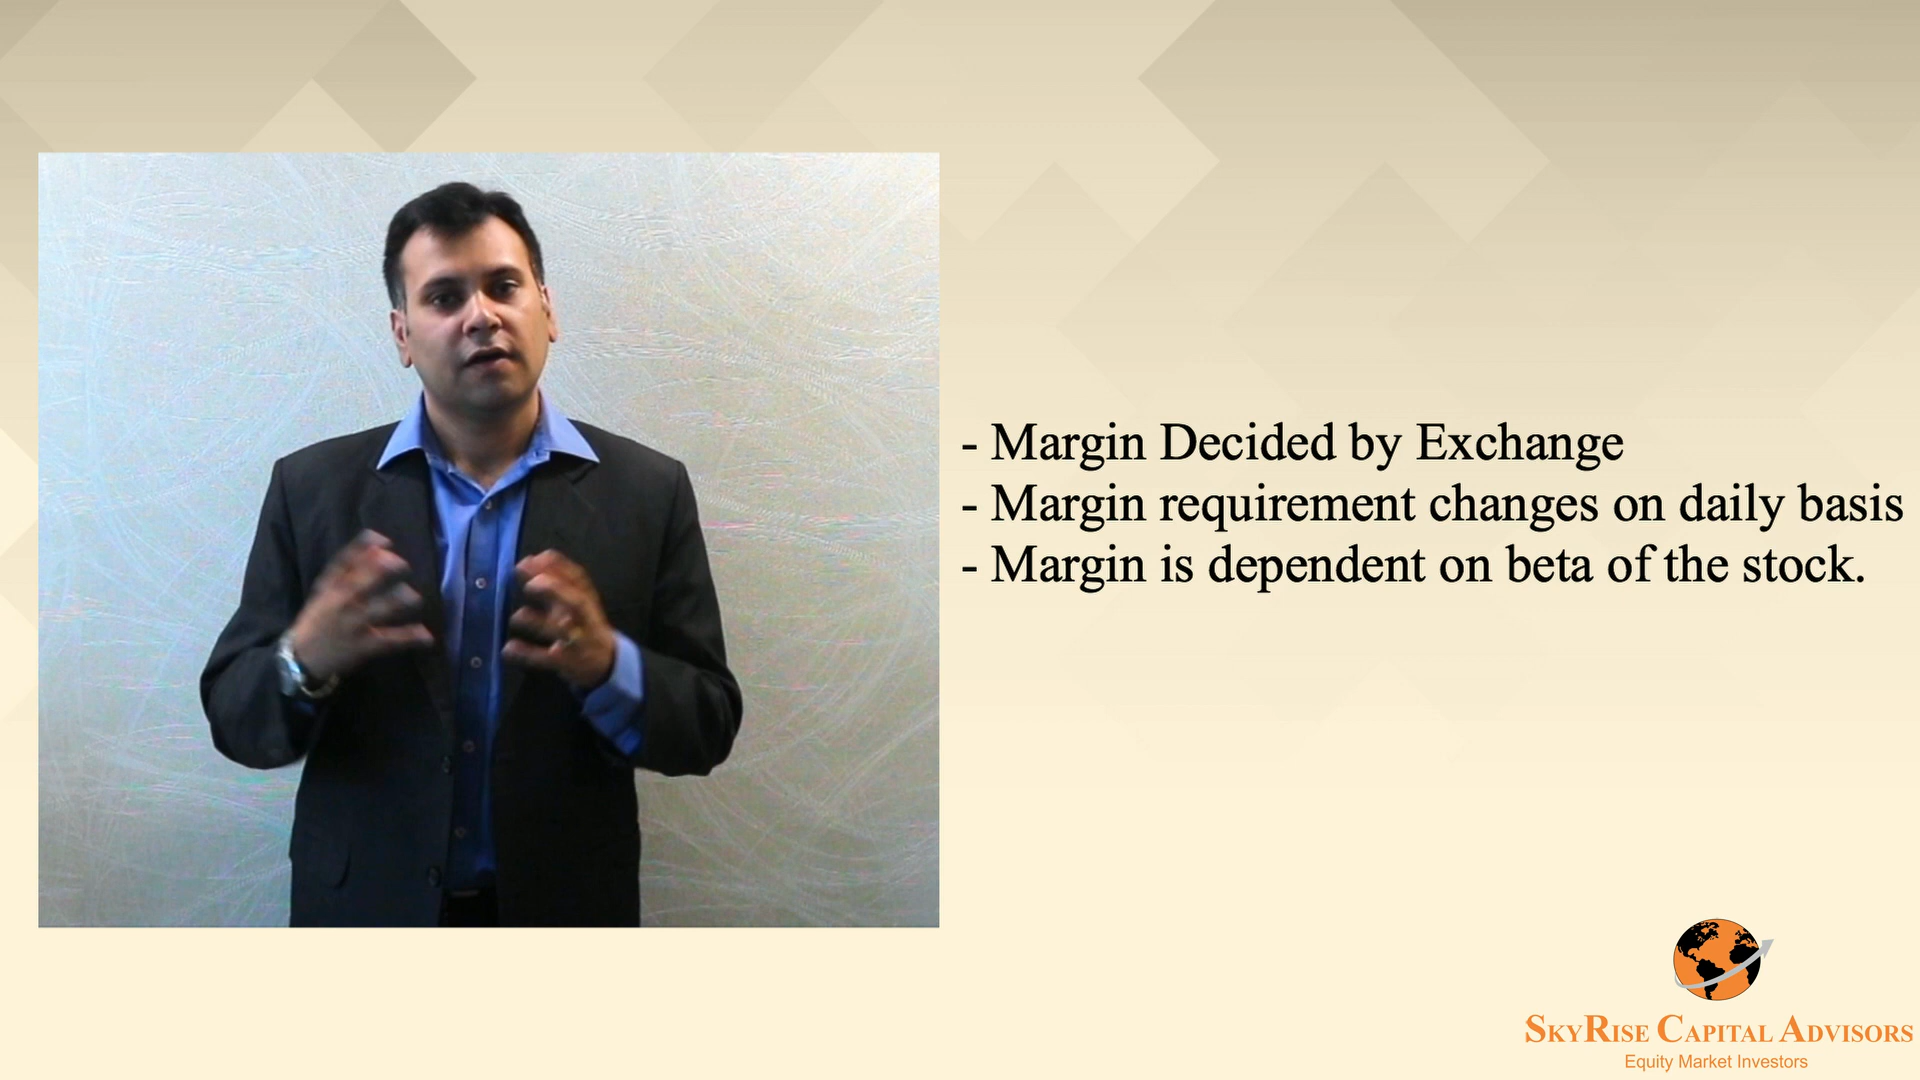 - Margin Decided by Exchange
- Margin requirement changes on daily basis
- Margin is dependent on beta of the stock.
SKYRISE CAPITAL ADVISORS
Equity Market Investors